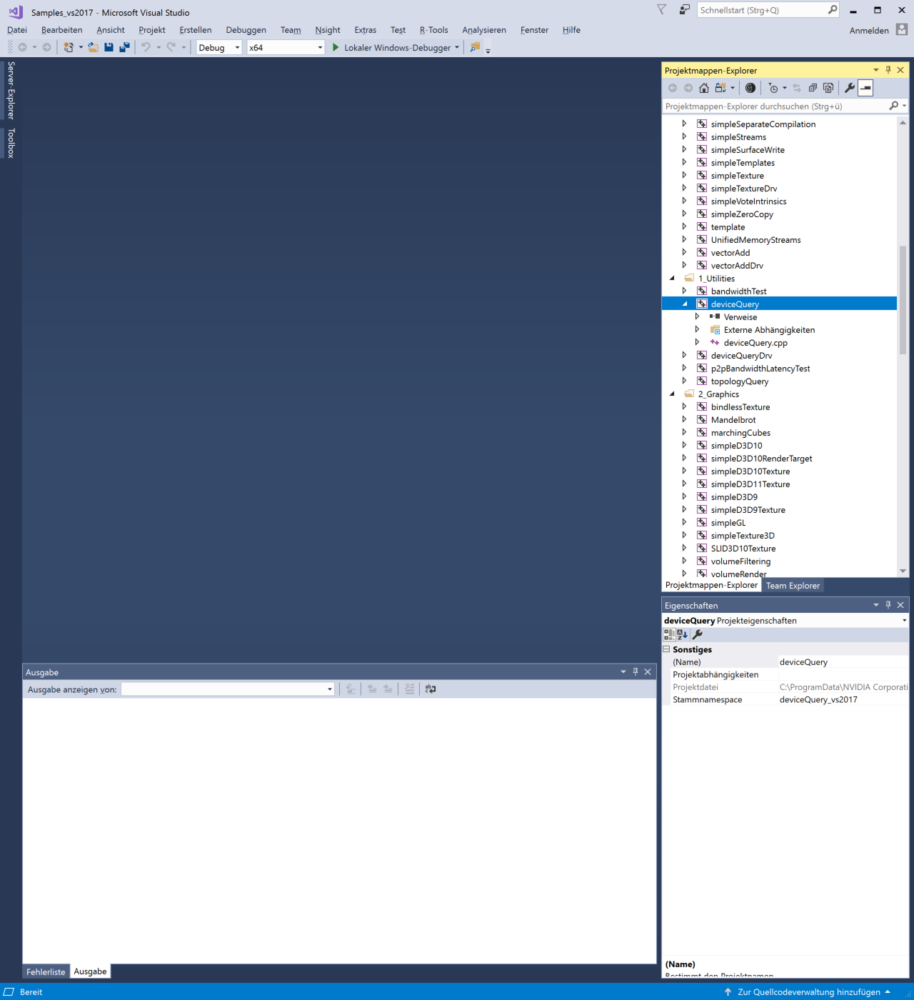 Samples_vs2017 - Microsoft Visual Studio
Schnellstart (Strg+Q)
Datei Bearbeiten Ansicht Projekt Erstellen Debuggen Team Nsight Extras Test R-Tools Analysieren Fenster Hilfe
Anmelden
Debug x64 Lokaler Windows-Debugger
Server-Explorer
Toolbox
Projektmappen-Explorer
Projektmappen-Explorer durchsuchen (Strg+ü)
simpleSeparateCompilation
simpleStreams
simpleSurfaceWrite
simpleTemplates
simpleTexture
simpleTextureDrv
simpleVoteIntrinsics
simpleZeroCopy
template
UnifiedMemoryStreams
vectorAdd
vectorAddDrv
1_Utilities
bandwidthTest
deviceQuery
Verweise
Externe Abhängigkeiten
deviceQuery.cpp
deviceQueryDrv
p2pBandwidthLatencyTest
topologyQuery
2_Graphics
bindlessTexture
Mandelbrot
marchingCubes
simpleD3D10
simpleD3D10RenderTarget
simpleD3D10Texture
simpleD3D11Texture
simpleD3D9
simpleD3D9Texture
simpleGL
simpleTexture3D
SLID3D10Texture
volumeFiltering
volumeRender
Projektmappen-Explorer Team Explorer
Eigenschaften
deviceQuery Projekteigenschaften
Sonstiges
(Name) deviceQuery
Projektabhängigkeiten
Projektdatei C:\ProgramData\NVIDIA Corporati
Stammnamespace deviceQuery_vs2017
(Name)
Bestimmt den Projektnamen
Ausgabe
Ausgabe anzeigen von:
Fehlerliste Ausgabe
Bereit
Zur Quellcodeverwaltung hinzufügen